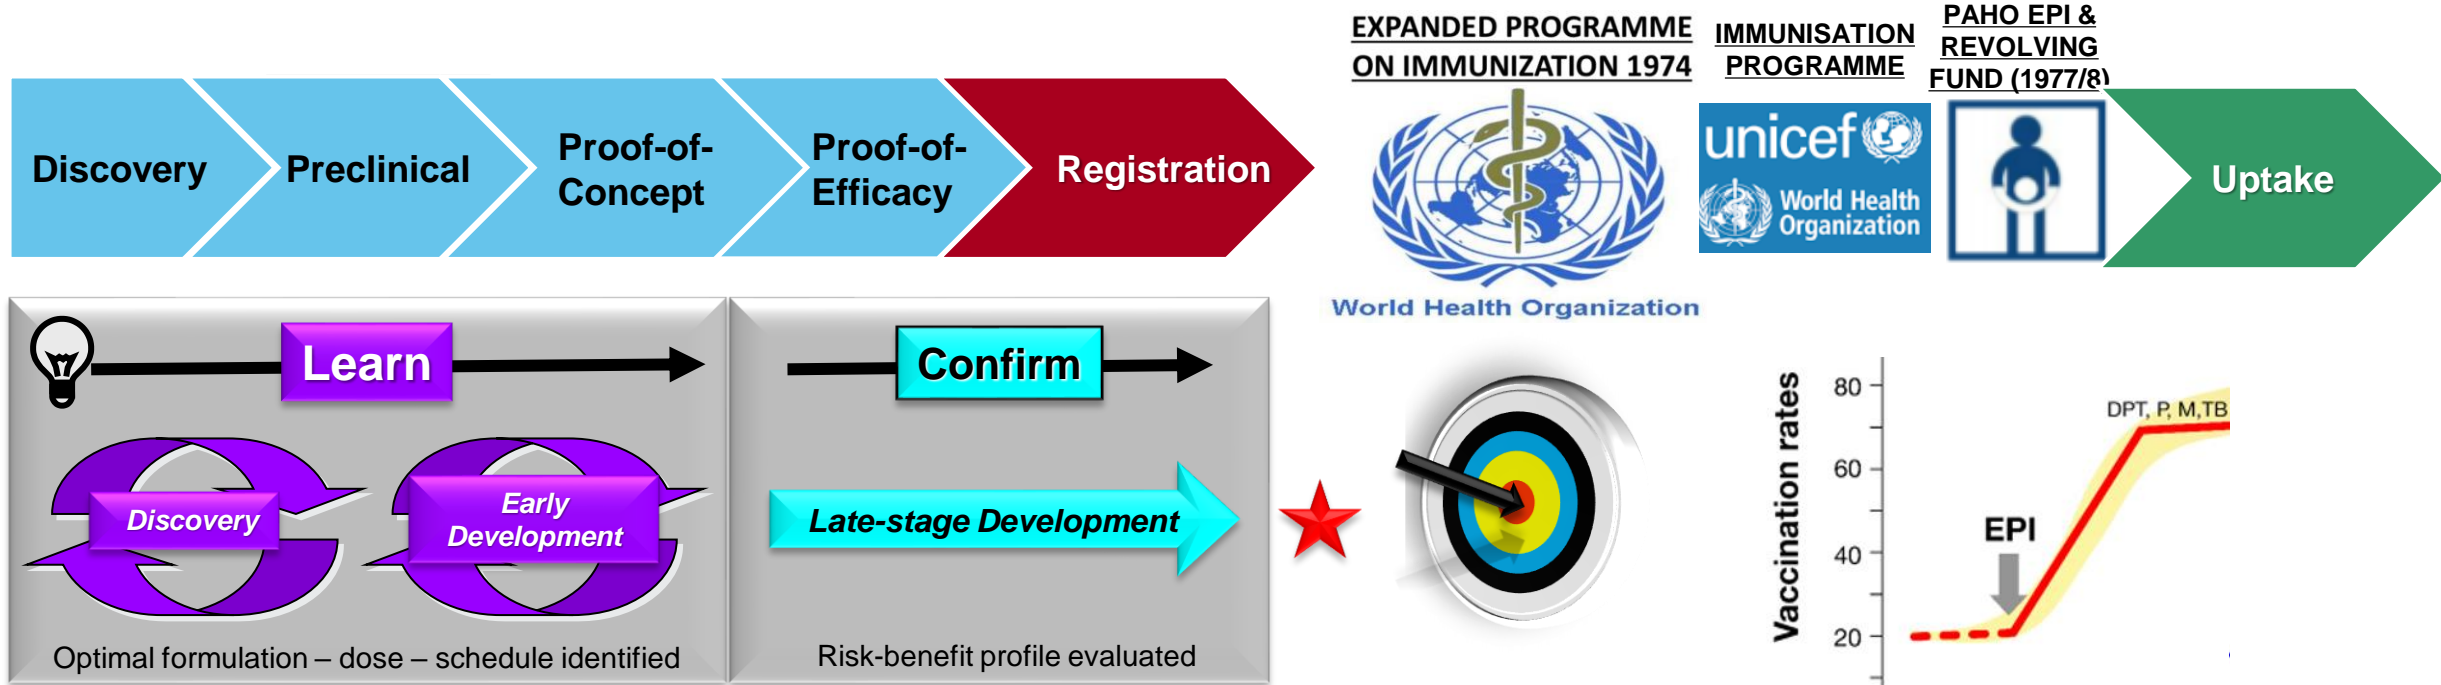 Discovery
Preclinical
Proof-of-
Concept
Proof-of-
Efficacy
Registration
EXPANDED PROGRAMME
ON IMMUNIZATION 1974
World Health Organization
IMMUNISATION
PROGRAMME
unicef
World Health
Organization
PAHO EPI &
REVOLVING
FUND (1977/8)
Uptake
Learn
Discovery
Early
Development
Optimal formulation – dose – schedule identified
Confirm
Late-stage Development
Risk-benefit profile evaluated
Vaccination rates
80
60
40
20
DPT, P, M,TB
EPI